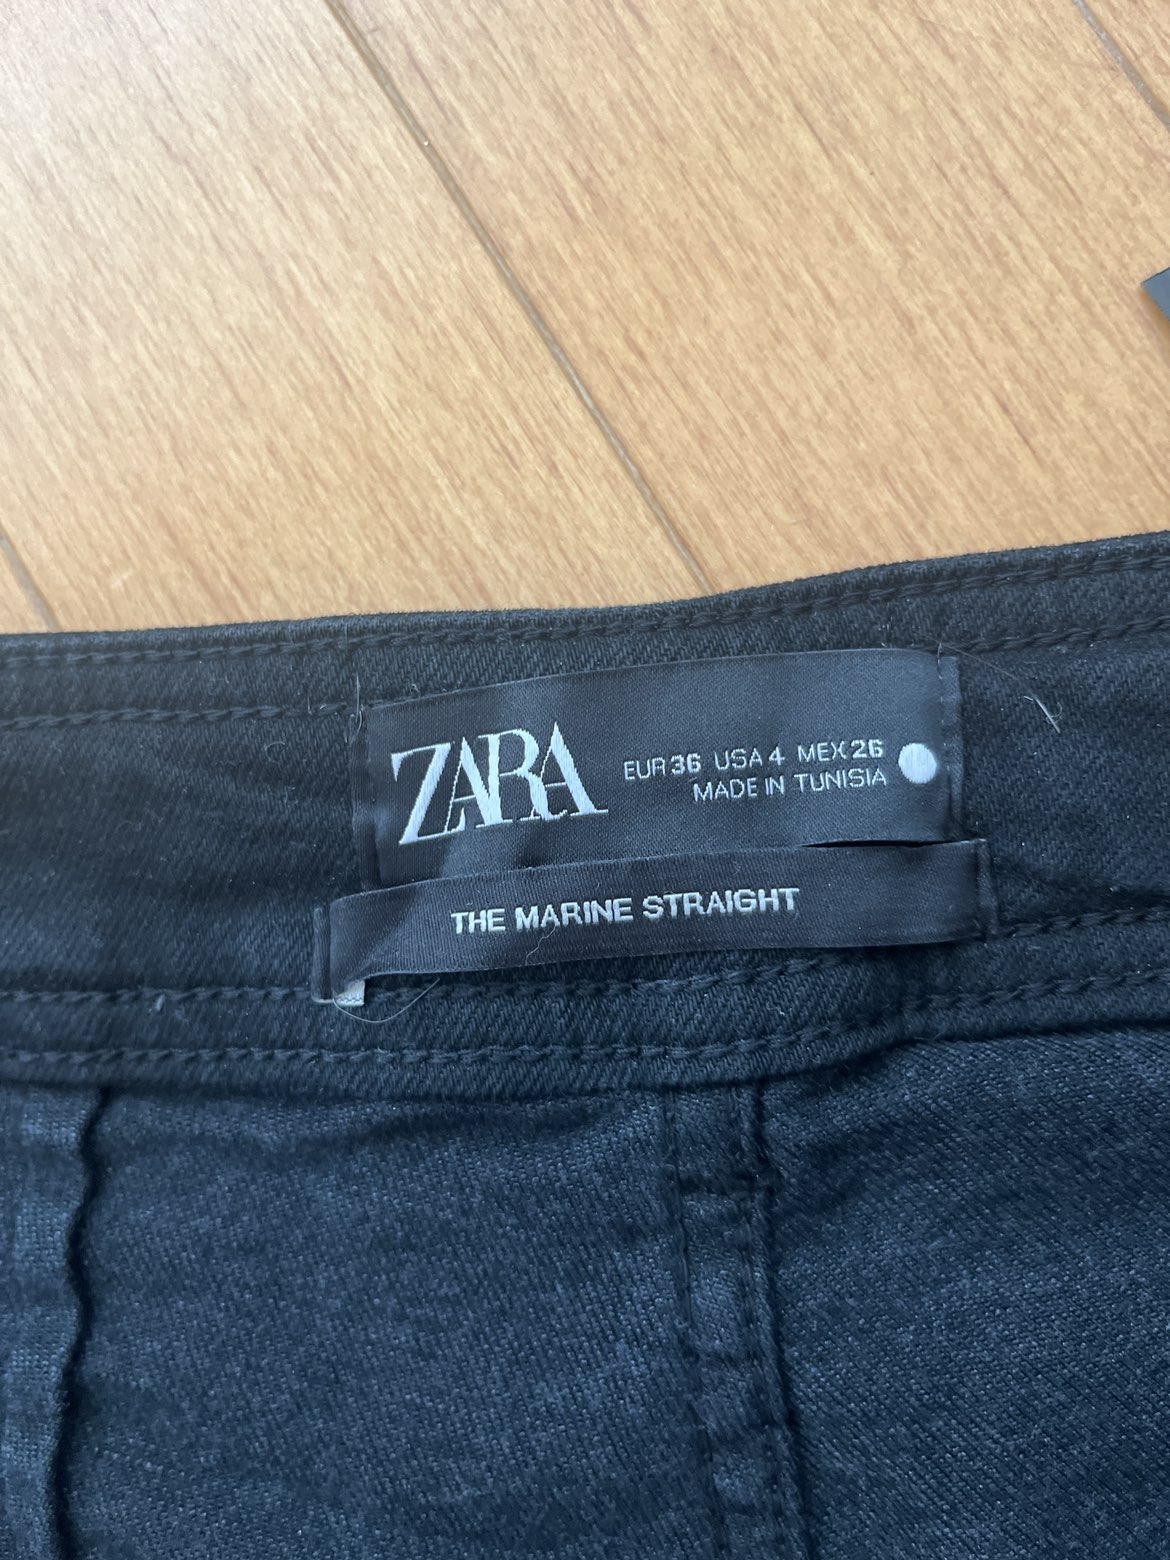 ZARA
EUR 36 USA 4 MEX 26
MADE IN TUNISIA
THE MARINE STRAIGHT